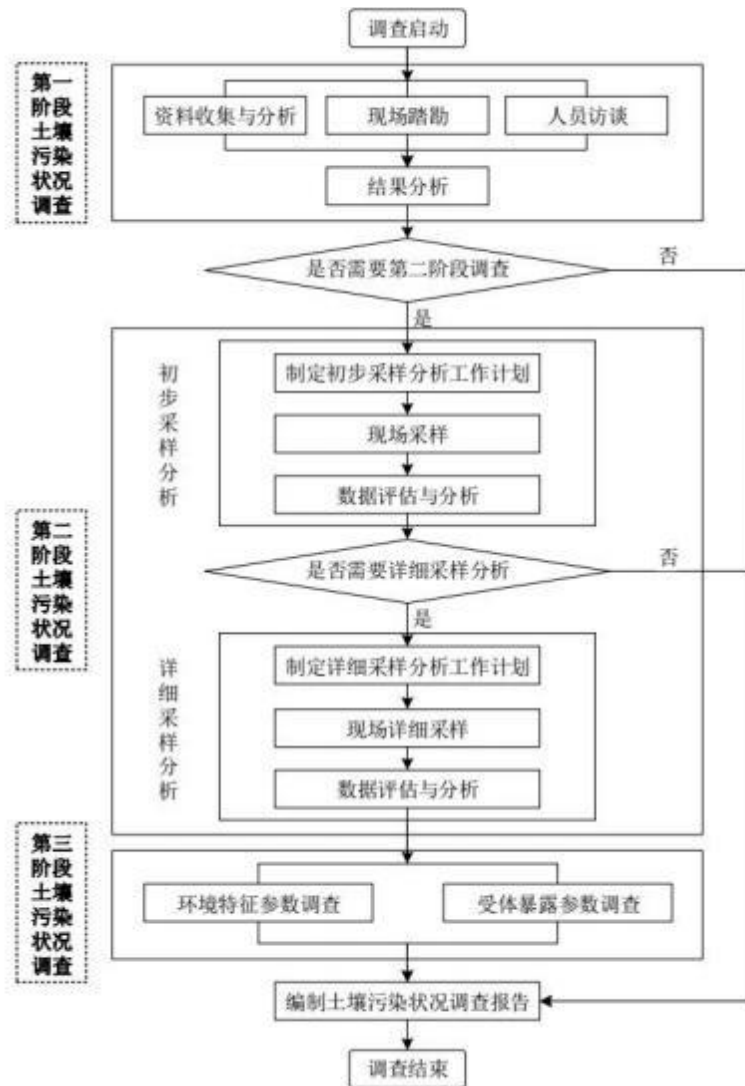 调查启动
第一
阶段
土壤
污染
状况
调查
资料收集与分析
现场踏勘
人员访谈
结果分析
是否需要第二阶段调查
否
是
初步采样分析
制定初步采样分析工作计划
现场采样
数据评估与分析
第二
阶段
土壤
污染
状况
调查
是否需要详细采样分析
否
是
详细采样分析
制定详细采样分析工作计划
现场详细采样
数据评估与分析
第三
阶段
土壤
污染
状况
调查
环境特征参数调查
受体暴露参数调查
编制土壤污染状况调查报告
调查结束